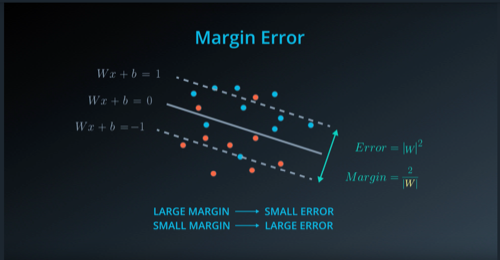 Margin Error
Wx + b = 1
Wx + b = 0
Wx + b = -1
Error = |W|²
Margin = 2/|W|
LARGE MARGIN ⟶ SMALL ERROR
SMALL MARGIN ⟶ LARGE ERROR